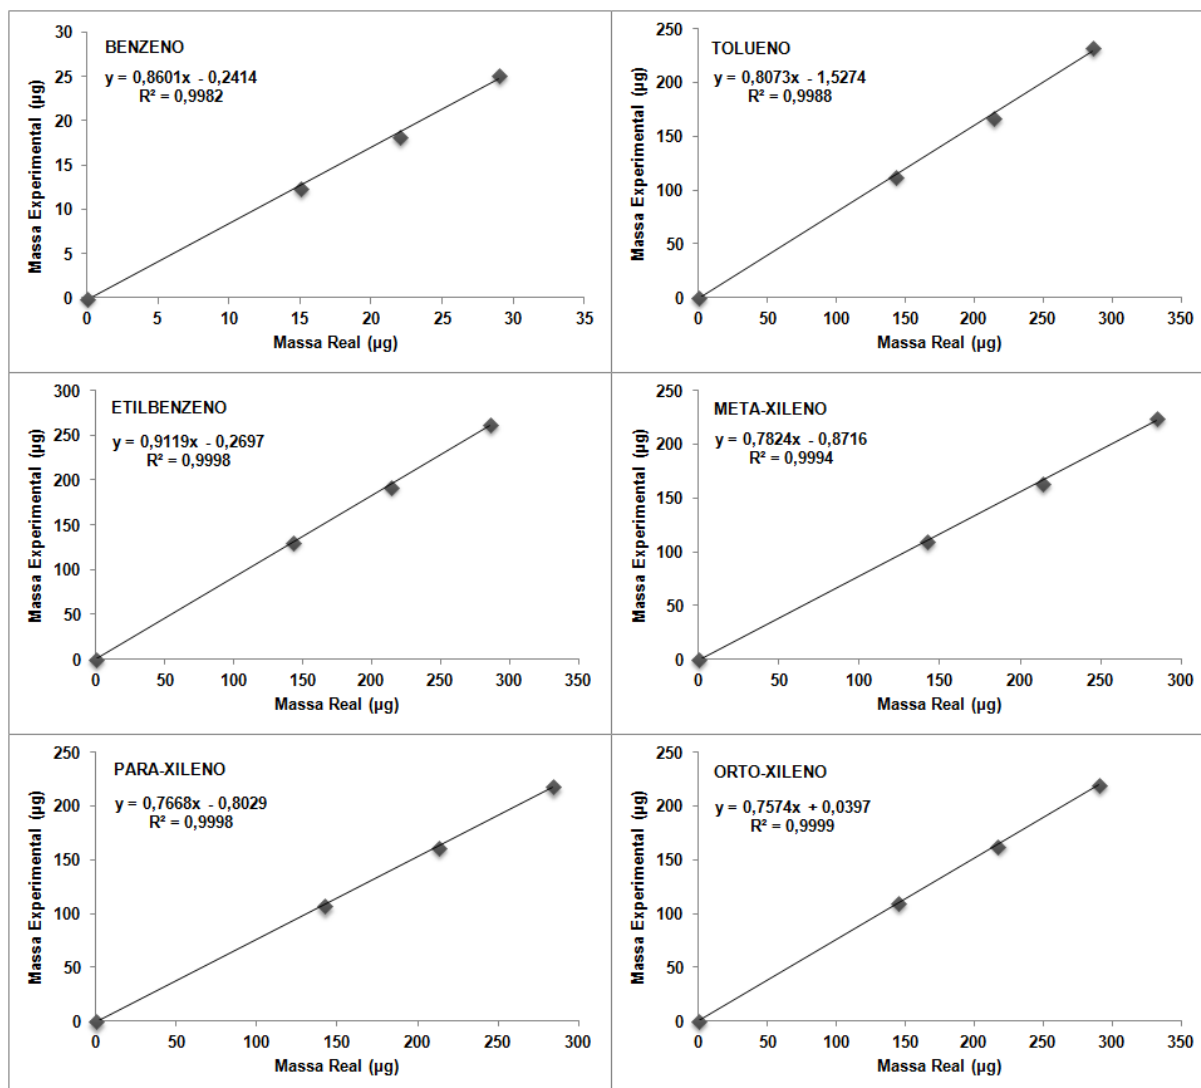 BENZENO
y = 0,8601x - 0,2414
R² = 0,9982
Massa Experimental (µg)
30
25
20
15
10
5
0
0 5 10 15 21 25 30 35
Massa Real (µg)
TOLUENO
y = 0,8073x - 1,5274
R² = 0,9988
Massa Experimental (µg)
250
200
150
100
50
0
0 50 100 150 200 250 300 350
Massa Real (µg)
ETILBENZENO
y = 0,9119x - 0,2697
R² = 0,9998
Massa Experimental (µg)
300
250
200
150
100
50
0
0 50 100 150 200 250 300 350
Massa Real (µg)
META-XILENO
y = 0,7824x - 0,8716
R² = 0,9994
Massa Experimental (µg)
250
200
150
100
50
0
0 50 100 150 200 250 300
Massa Real (µg)
PARA-XILENO
y = 0,7668x - 0,8029
R² = 0,9998
Massa Experimental (µg)
250
200
150
100
50
0
0 50 100 150 200 250 300
Massa Real (µg)
ORTO-XILENO
y = 0,7574x + 0,0397
R² = 0,9999
Massa Experimental (µg)
250
200
150
100
50
0
0 50 100 150 200 250 300 350
Massa Real (µg)